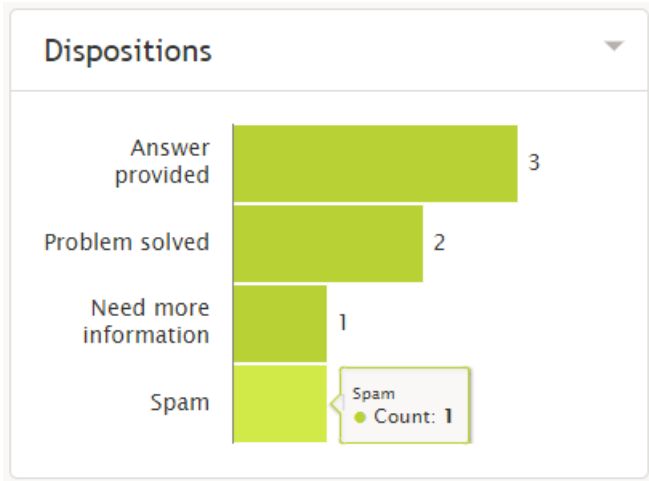 Dispositions
Answer
provided
3
Problem solved
2
Need more
information
1
Spam
Spam
Count: 1